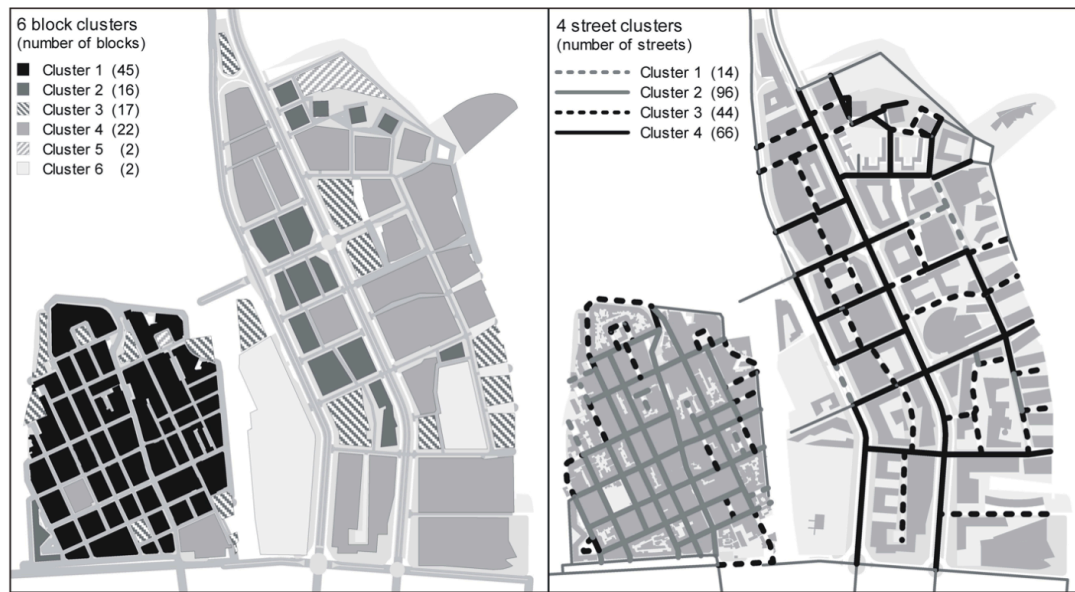 6 block clusters
(number of blocks)
Cluster 1 (45)
Cluster 2 (16)
Cluster 3 (17)
Cluster 4 (22)
Cluster 5 (2)
Cluster 6 (2)
4 street clusters
(number of streets)
Cluster 1 (14)
Cluster 2 (96)
Cluster 3 (44)
Cluster 4 (66)